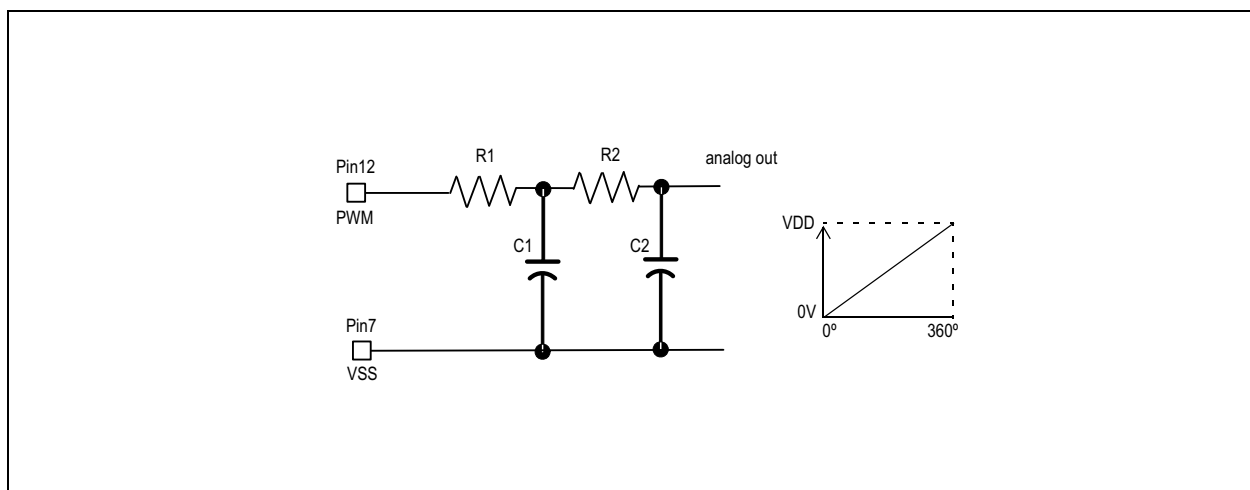 R1
R2
analog out
Pin12
PWM
C1
C2
VDD
0V
0º
360º
Pin7
VSS